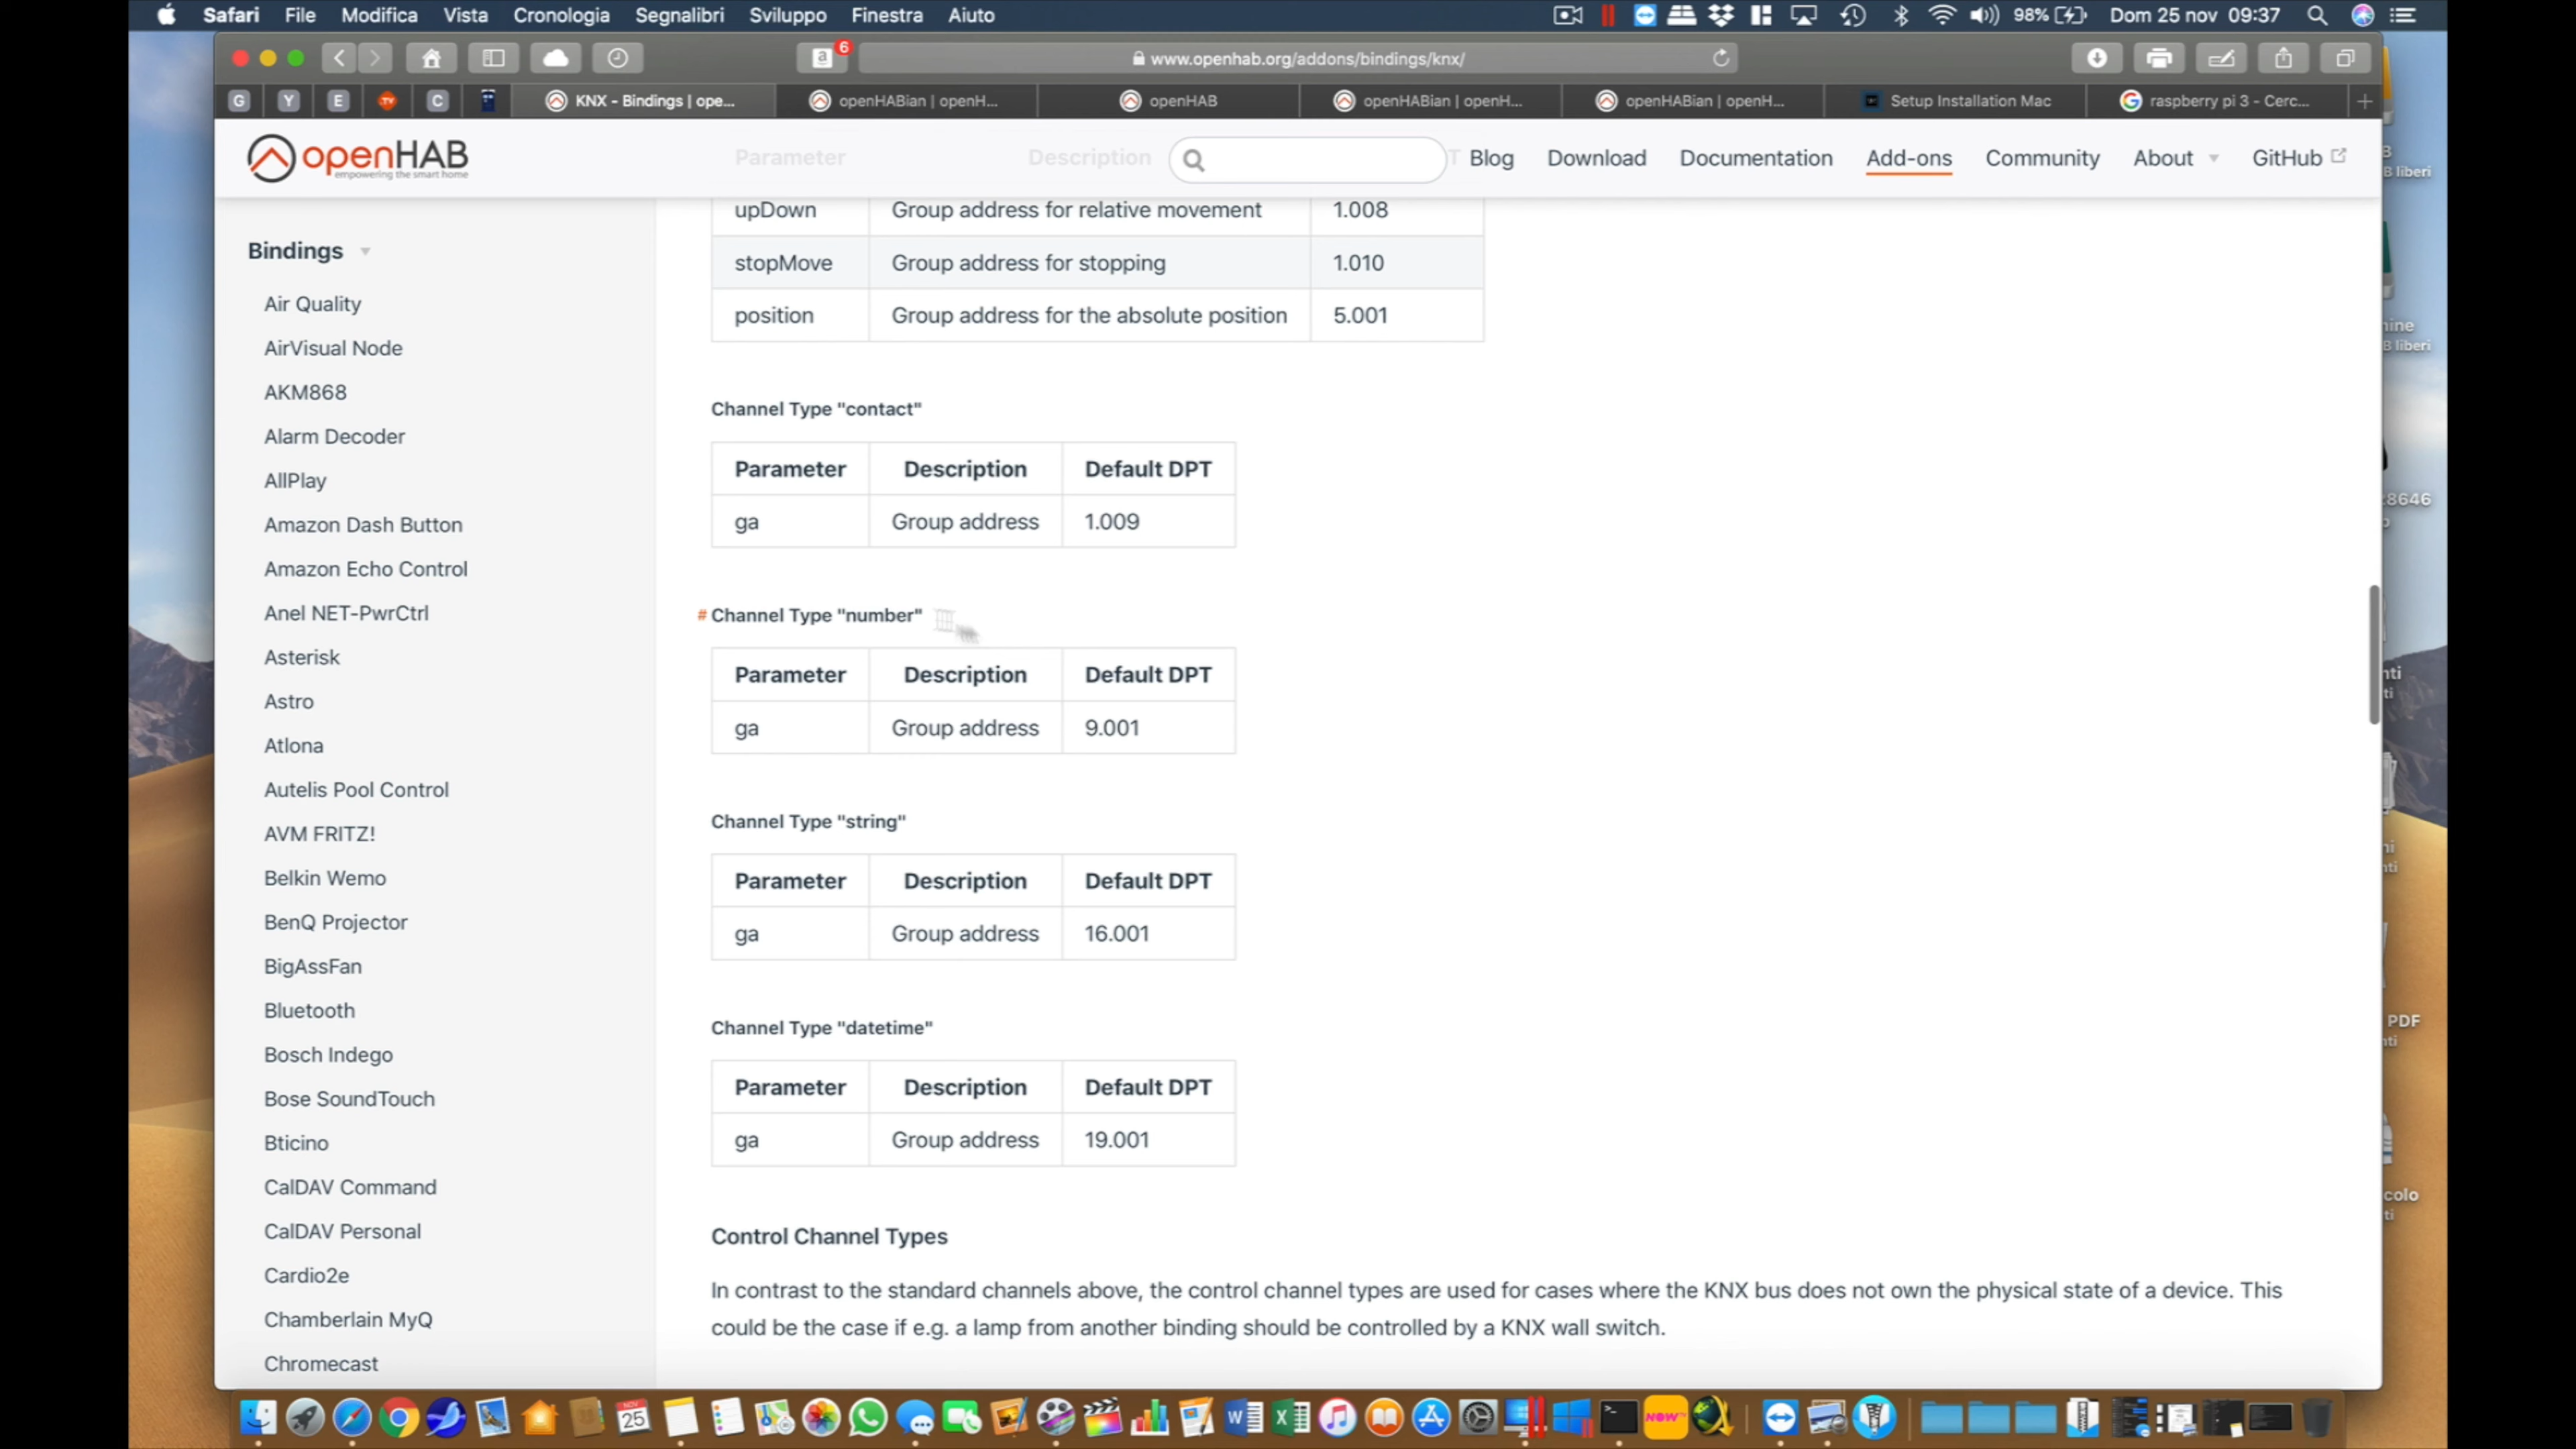 Safari File Modifica Vista Cronologia Segnalibri Sviluppo Finestra Aiuto 98% Dom 25 nov 09:37
6 www.openhab.org/addons/bindings/knx/
G Y E TV C KNX - Bindings | ope... openHABian | openH... openHAB openHABian | openH... openHABian | openH... Setup Installation Mac raspberry pi 3 - Cerc...
openHAB Parameter Description T Blog Download Documentation Add-ons Community About GitHub
empowering the smart home
B liberi
upDown Group address for relative movement 1.008
Bindings
stopMove Group address for stopping 1.010
Air Quality
position Group address for the absolute position 5.001
B liberi
AirVisual Node
AKM868
Channel Type "contact"
Alarm Decoder
Parameter Description Default DPT
AllPlay
Amazon Dash Button
ga Group address 1.009
Amazon Echo Control
Anel NET-PwrCtrl
# Channel Type "number"
Asterisk
Parameter Description Default DPT
Astro
ga Group address 9.001
Atlona
Autelis Pool Control
Channel Type "string"
AVM FRITZ!
Belkin Wemo
Parameter Description Default DPT
BenQ Projector
ga Group address 16.001
BigAssFan
Bluetooth
Channel Type "datetime"
PDF
Bosch Indego
Parameter Description Default DPT
Bose SoundTouch
Bticino
ga Group address 19.001
CalDAV Command
colo
CalDAV Personal
Control Channel Types
Cardio2e
In contrast to the standard channels above, the control channel types are used for cases where the KNX bus does not own the physical state of a device. This
Chamberlain MyQ
could be the case if e.g. a lamp from another binding should be controlled by a KNX wall switch.
Chromecast
NOV
25
W X NOW